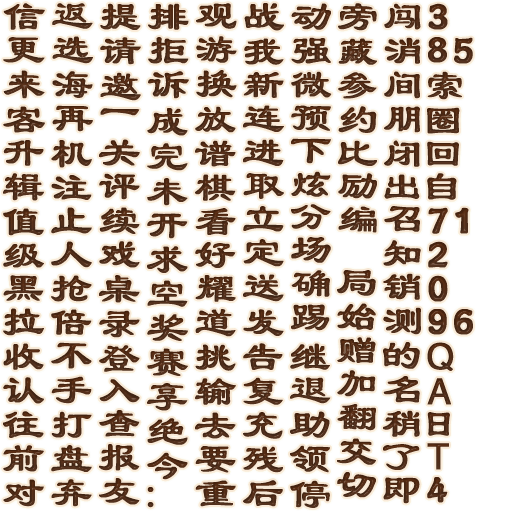 信返提排观战动旁闯3
更选请拒游我强藏消85
来海邀诉换新微参间索
客再一成放连预约朋圈
升机关完谱进下比闭回
辑注评未棋取炫励出自
值止续开看立分编召71
级人戏求好定场知2
黑抢桌空耀送确局销0
拉倍录奖道发踢始测96
收不登赛挑告继赠的Q
认手入享输复退加名A
往打查绝去充助翻稍日
前盘报今要残领交了T
对弃友:重后停切即4